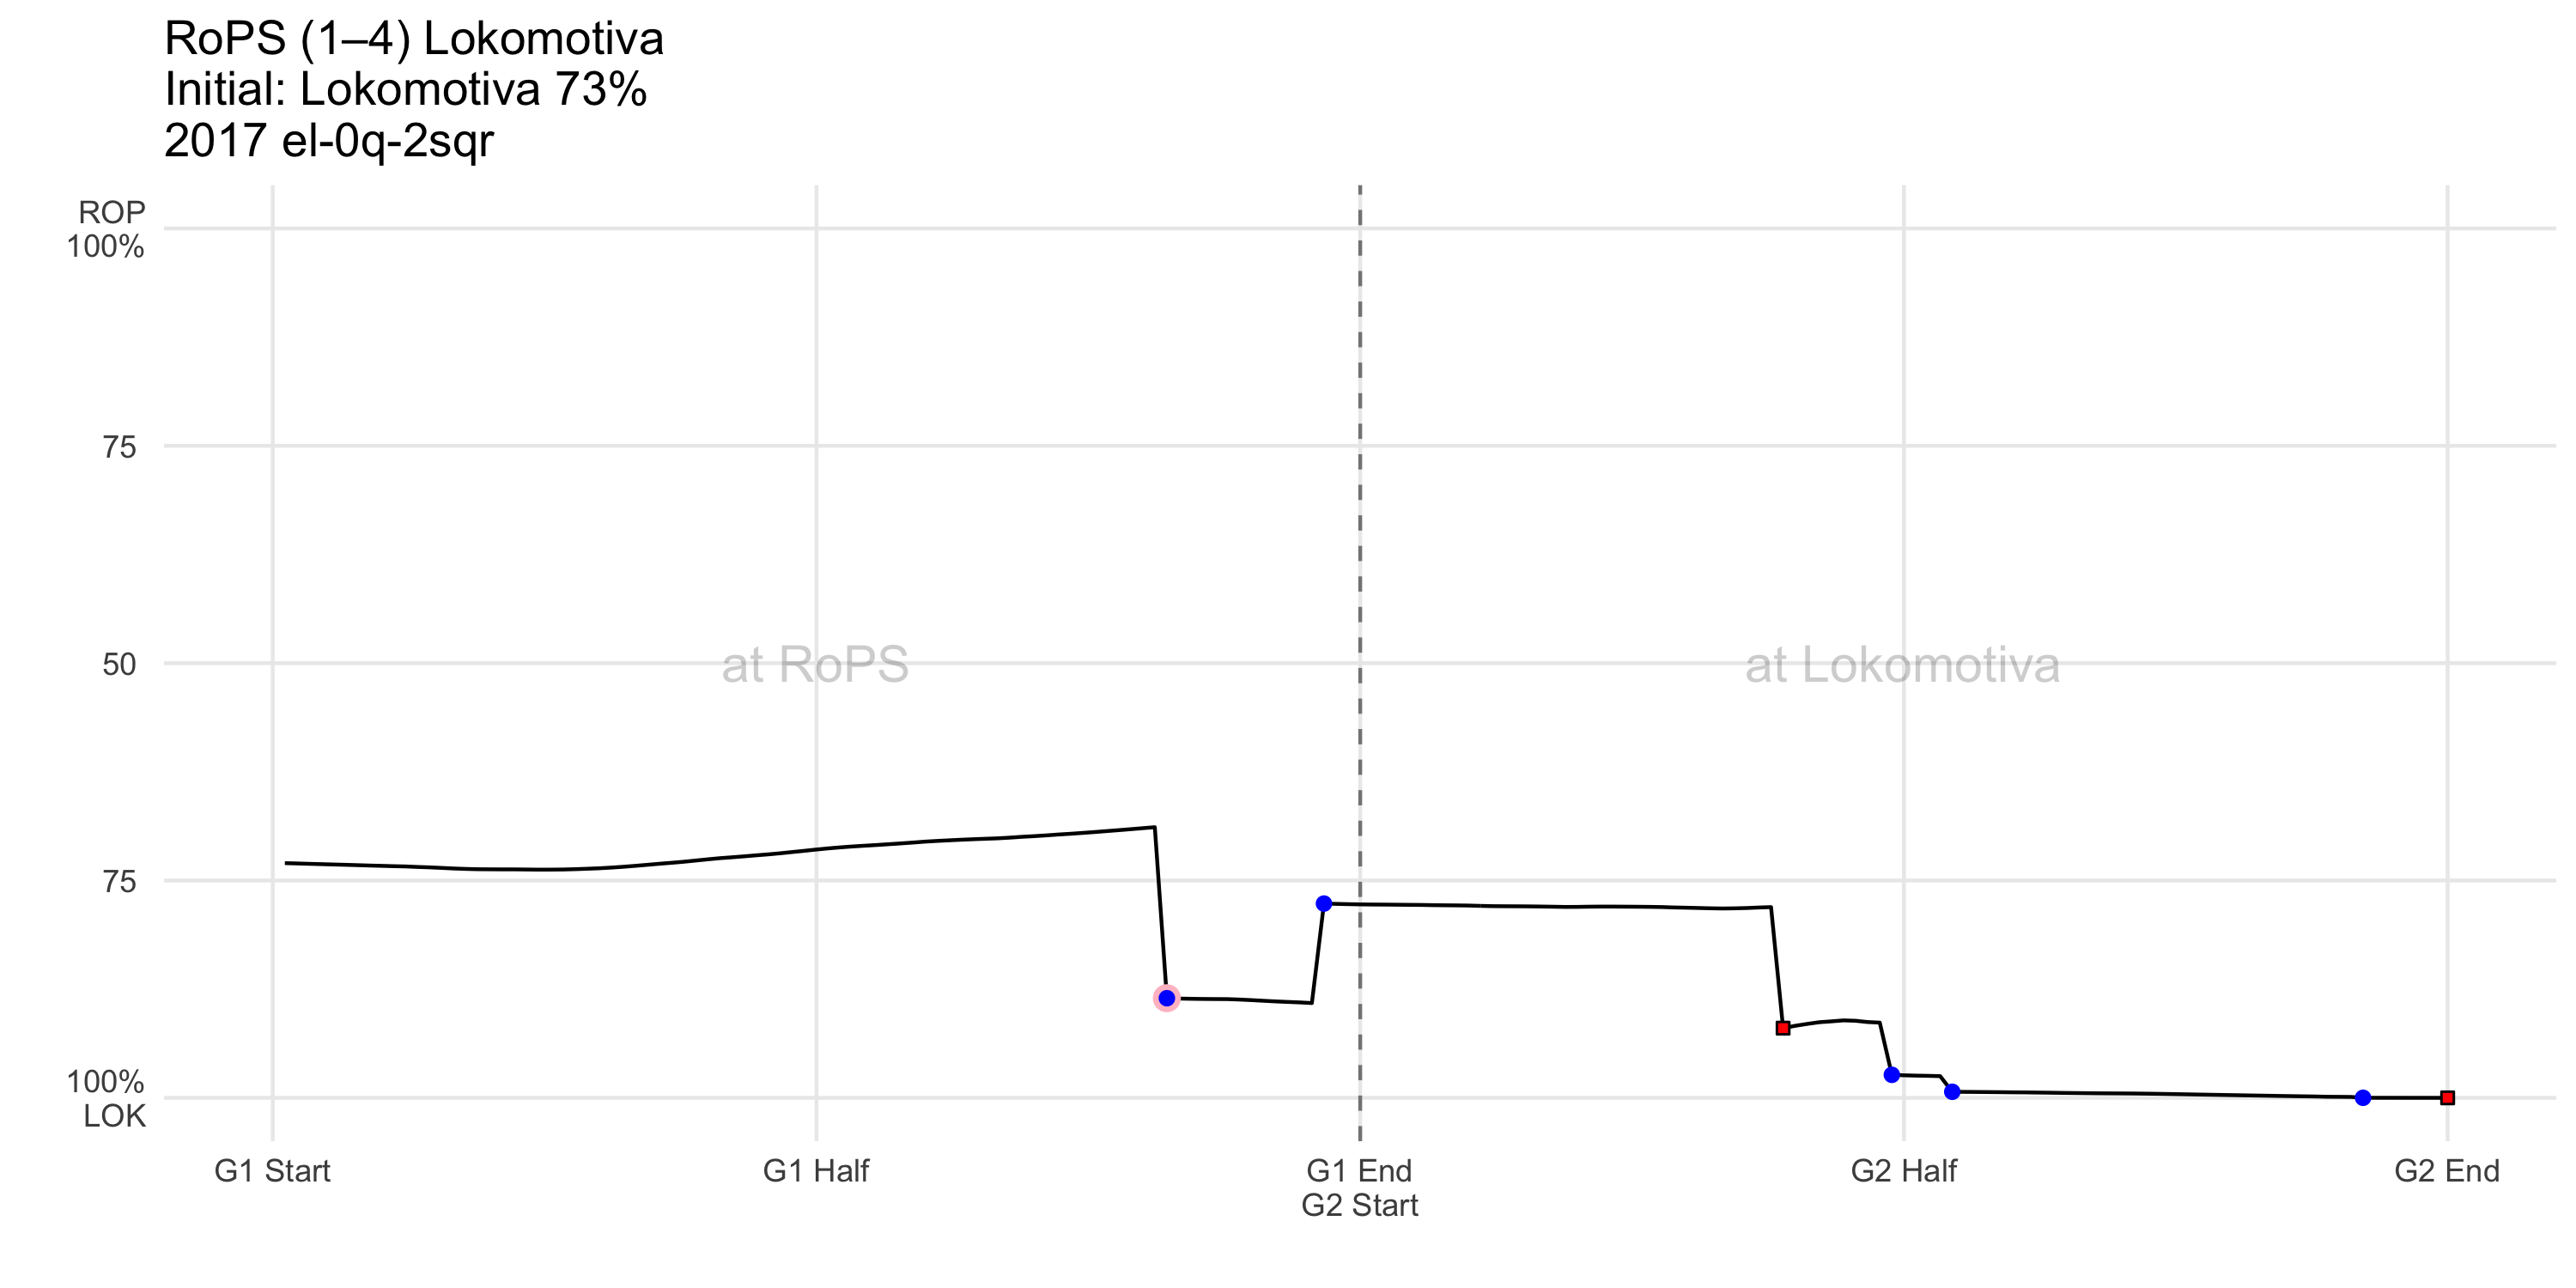 RoPS (1–4) Lokomotiva
Initial: Lokomotiva 73%
2017 el-0q-2sqr
ROP
100%
75
50
at RoPS
at Lokomotiva
75
100%
LOK
G1 Start
G1 Half
G1 End
G2 Start
G2 Half
G2 End